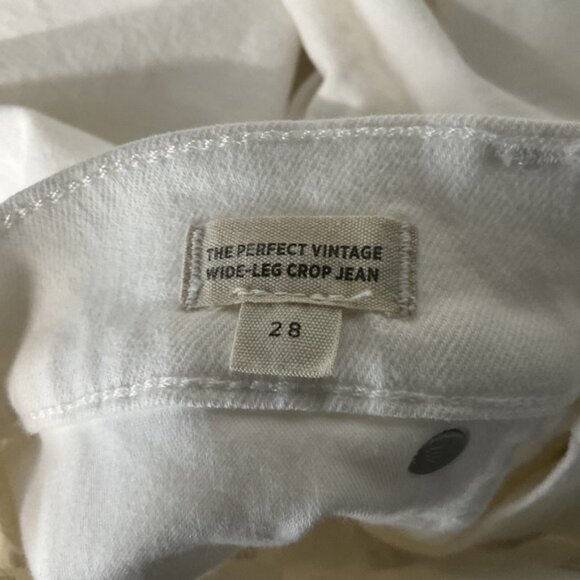 THE PERFECT VINTAGE
WIDE-LEG CROP JEAN
28